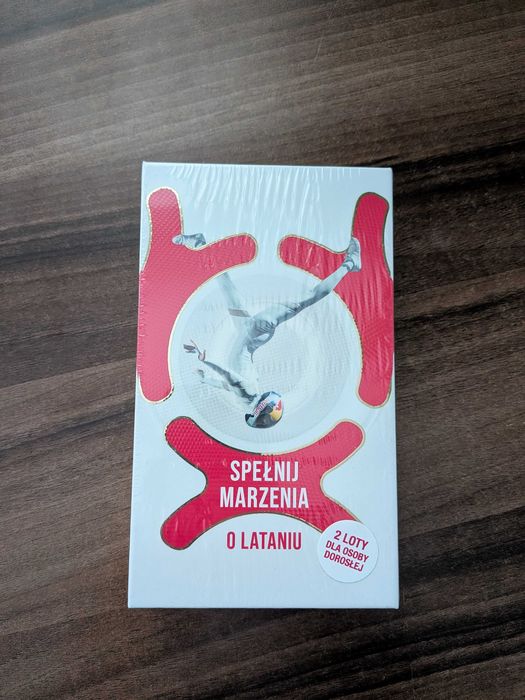 SPEŁNIJ
MARZENIA
O LATANIU
2 LOTY
DLA OSOBY
DOROSŁEJ